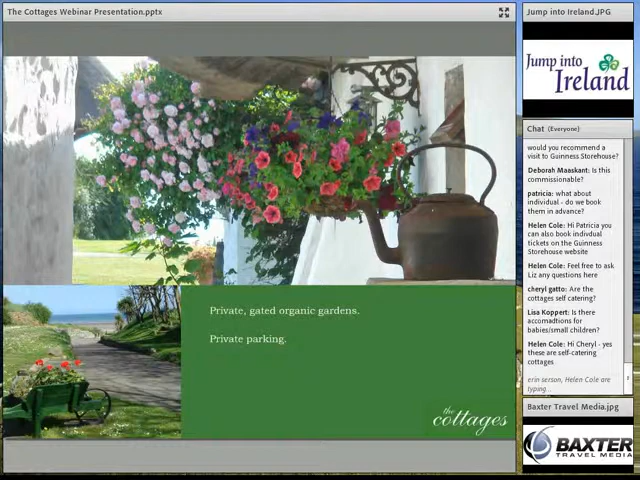 The Cottages Webinar Presentation.pptx
Private, gated organic gardens.
Private parking.
the
cottages
Jump into Ireland.JPG
Jump into
Ireland
Chat (Everyone)
would you recommend a
visit to Guinness Storehouse?
Deborah Maaskant: Is this
commissionable?
patricia: what about
individual - do we book
them in advance?
Helen Cole: Hi Patricia you
can also book indivdual
tickets on the Guinness
Storehouse website
Helen Cole: Feel free to ask
Liz any questions here
cheryl gatto: Are the
cottages self catering?
Lisa Koppert: Is there
accomadtions for
babies/small children?
Helen Cole: Hi Cheryl - yes
these are self-catering
cottages
erin serson, Helen Cole are
typing...
Baxter Travel Media.jpg
BAXTER
TRAVEL MEDIA